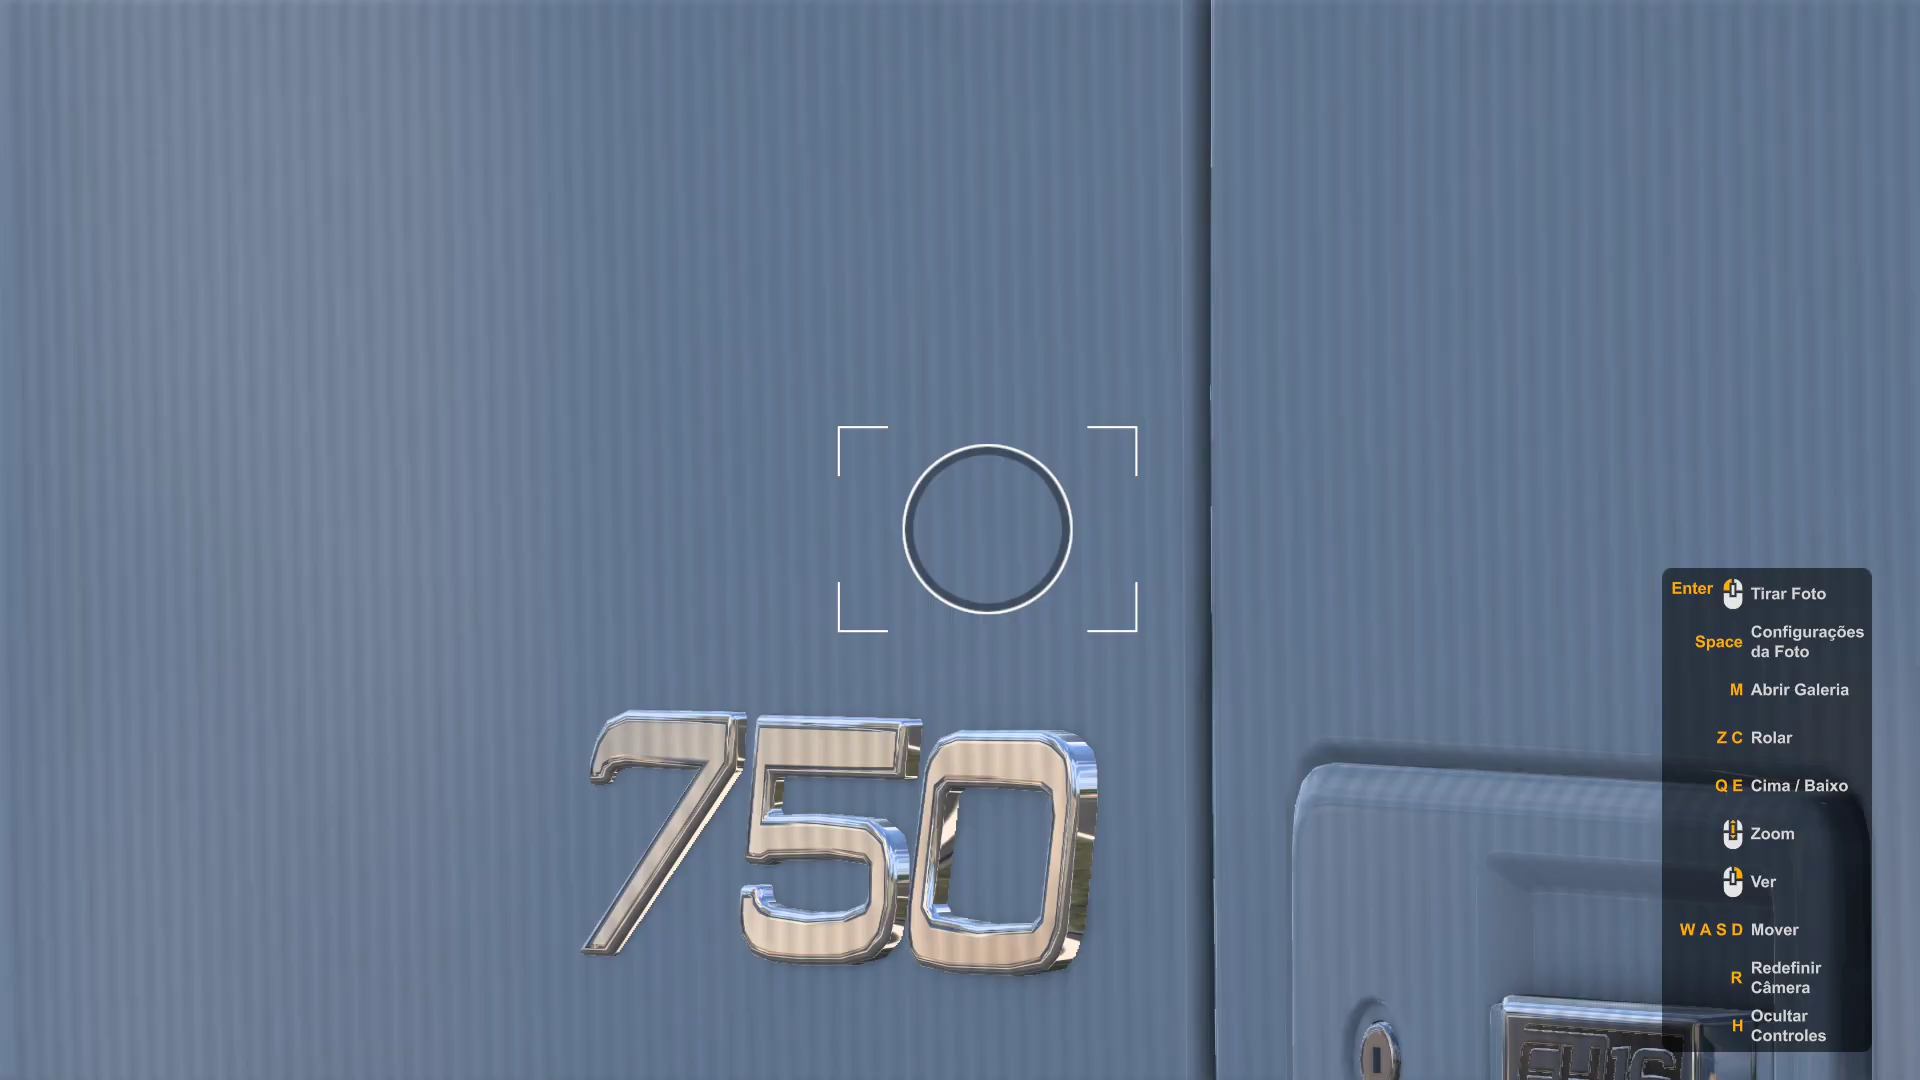 750
Enter Tirar Foto
Space Configurações
da Foto
M Abrir Galeria
Z C Rolar
Q E Cima / Baixo
Zoom
Ver
W A S D Mover
R Redefinir
Câmera
H Ocultar
Controles
FH16